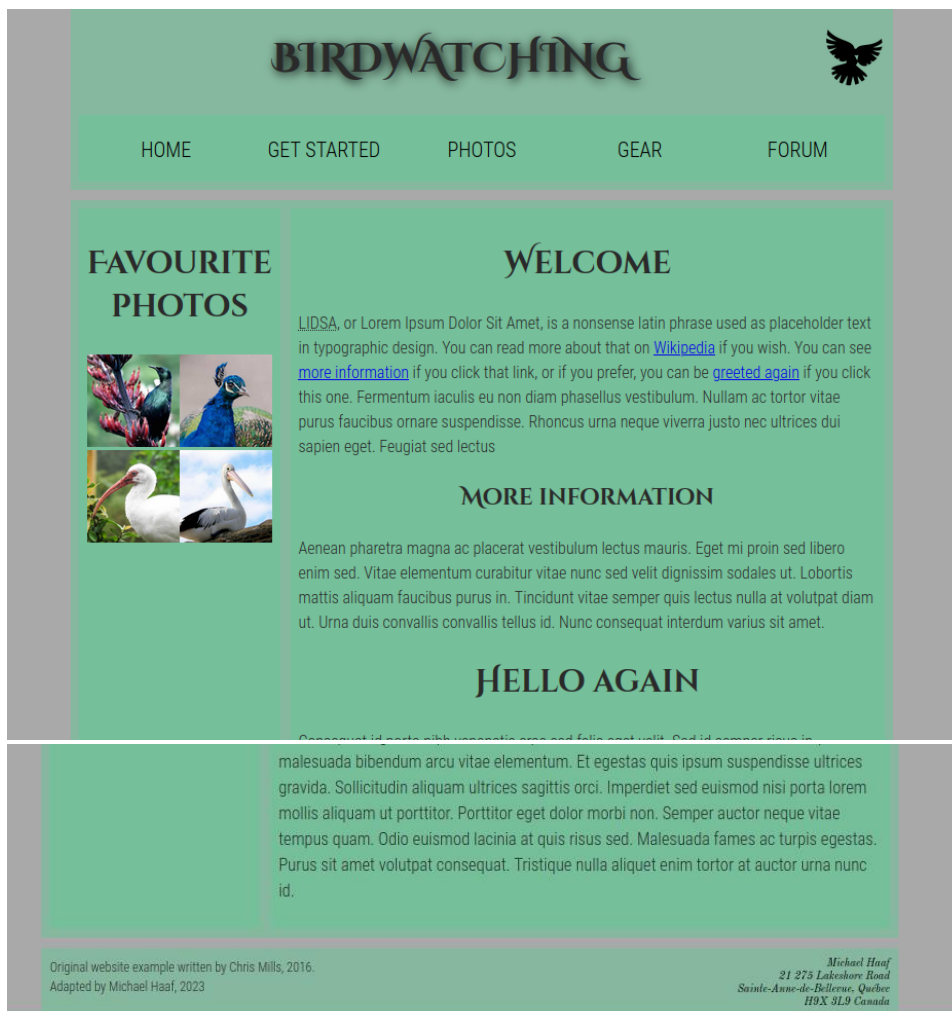 BIRDWATCHING
HOME GET STARTED PHOTOS GEAR FORUM
FAVOURITE
PHOTOS
WELCOME
LIDSA, or Lorem Ipsum Dolor Sit Amet, is a nonsense latin phrase used as placeholder text
in typographic design. You can read more about that on Wikipedia if you wish. You can see
more information if you click that link, or if you prefer, you can be greeted again if you click
this one. Fermentum iaculis eu non diam phasellus vestibulum. Nullam ac tortor vitae
purus faucibus ornare suspendisse. Rhoncus urna neque viverra justo nec ultrices dui
sapien eget. Feugiat sed lectus
MORE INFORMATION
Aenean pharetra magna ac placerat vestibulum lectus mauris. Eget mi proin sed libero
enim sed. Vitae elementum curabitur vitae nunc sed velit dignissim sodales ut. Lobortis
mattis aliquam faucibus purus in. Tincidunt vitae semper quis lectus nulla at volutpat diam
ut. Urna duis convallis convallis tellus id. Nunc consequat interdum varius sit amet.
HELLO AGAIN
malesuada bibendum arcu vitae elementum. Et egestas quis ipsum suspendisse ultrices
gravida. Sollicitudin aliquam ultrices sagittis orci. Imperdiet sed euismod nisi porta lorem
mollis aliquam ut porttitor. Porttitor eget dolor morbi non. Semper auctor neque vitae
tempus quam. Odio euismod lacinia at quis risus sed. Malesuada fames ac turpis egestas.
Purus sit amet volutpat consequat. Tristique nulla aliquet enim tortor at auctor urna nunc
id.
Original website example written by Chris Mills, 2016.
Adapted by Michael Haaf, 2023
Michael Haaf
21 275 Lakeshore Road
Sainte-Anne-de-Bellevue, Québec
H9X 3L9 Canada